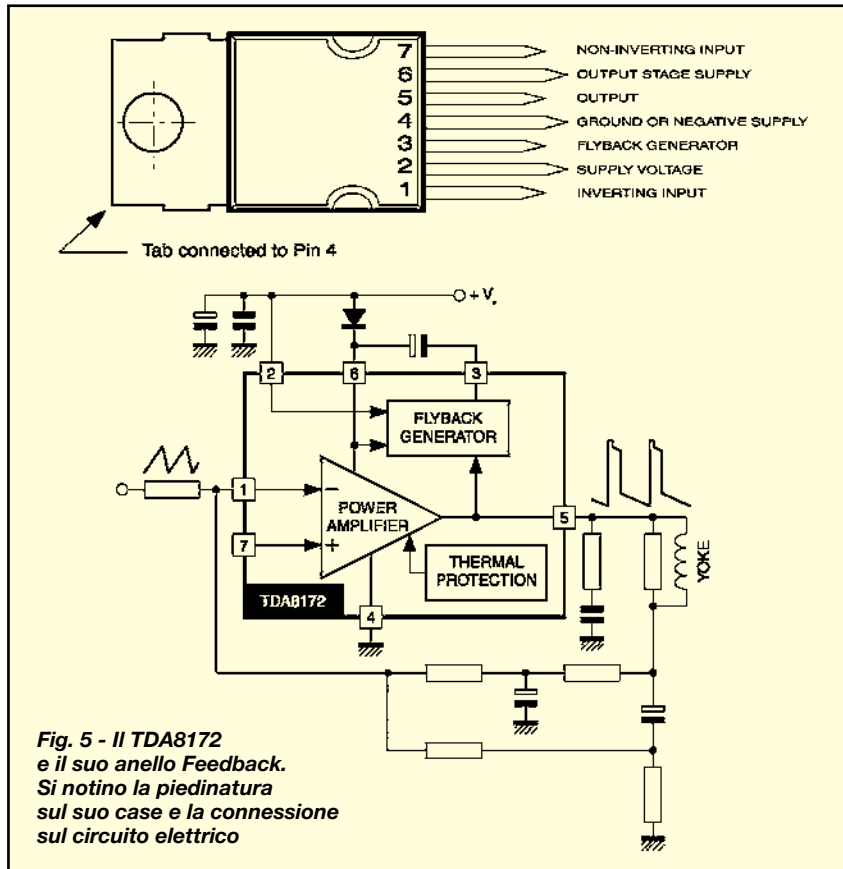 7 NON-INVERTING INPUT
6 OUTPUT STAGE SUPPLY
5 OUTPUT
4 GROUND OR NEGATIVE SUPPLY
3 FLYBACK GENERATOR
2 SUPPLY VOLTAGE
1 INVERTING INPUT
Tab connected to Pin 4
+ Vs
2
6
3
FLYBACK
GENERATOR
1
−
POWER
AMPLIFIER
5
7
+
THERMAL
PROTECTION
YOKE
TDA8172
4
Fig. 5 - Il TDA8172
e il suo anello Feedback.
Si notino la piedinatura
sul suo case e la connessione
sul circuito elettrico